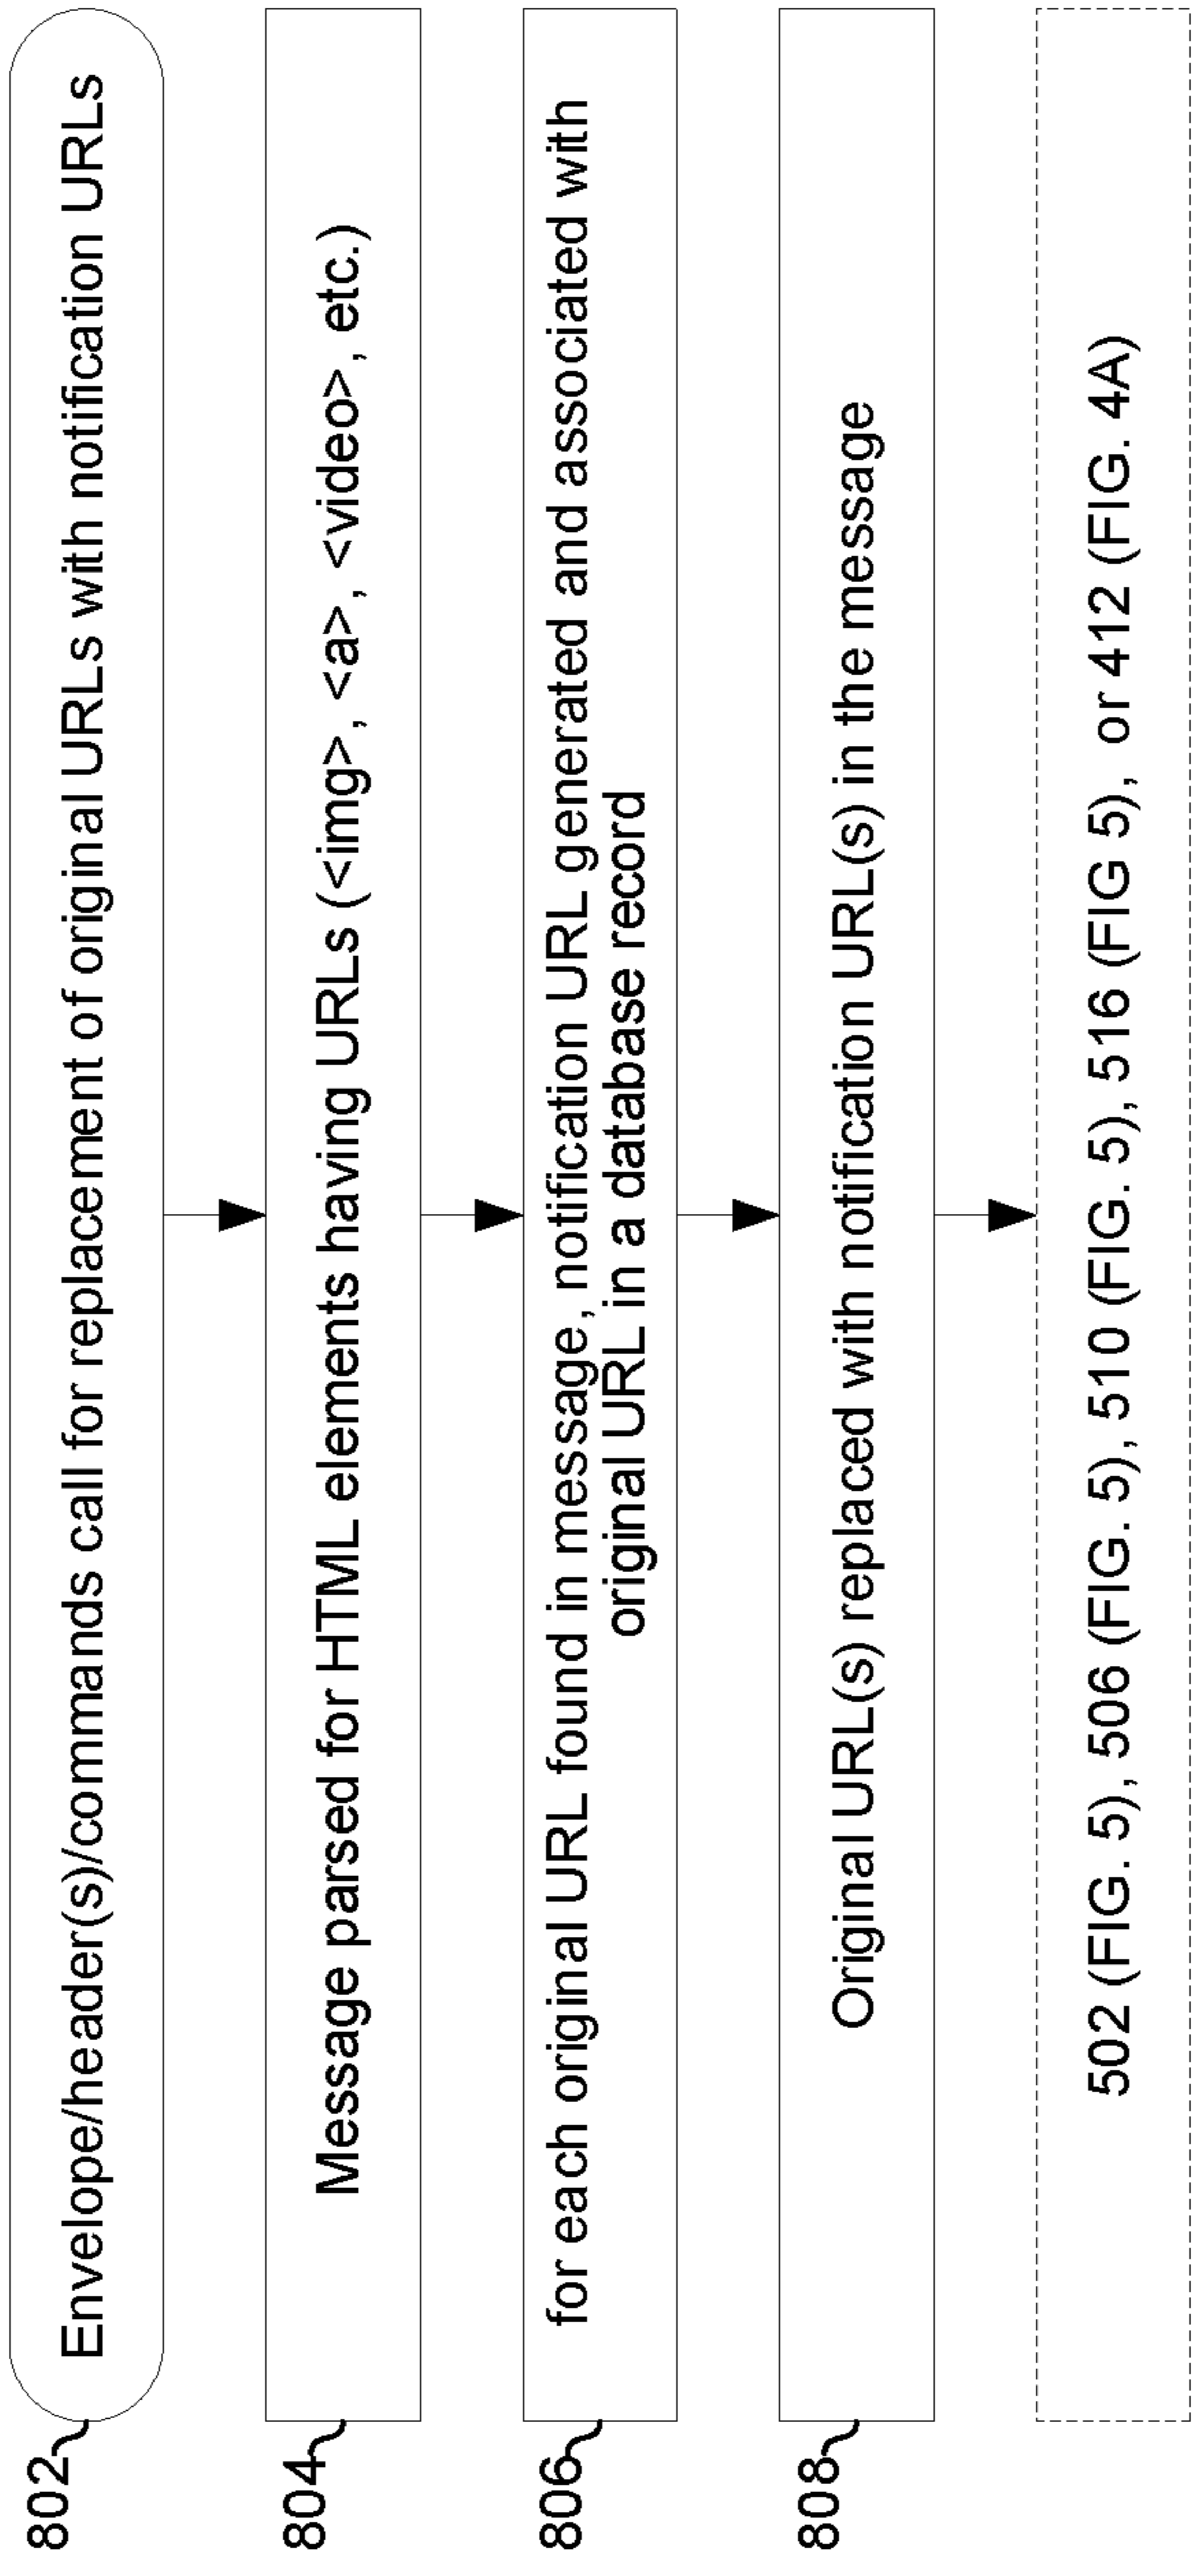 802
Envelope/header(s)/commands call for replacement of original URLs with notification URLs
804
Message parsed for HTML elements having URLs (<img>, <a>, <video>, etc.)
806
for each original URL found in message, notification URL generated and associated with
original URL in a database record
808
Original URL(s) replaced with notification URL(s) in the message
502 (FIG. 5), 506 (FIG. 5), 510 (FIG. 5), 516 (FIG 5), or 412 (FIG. 4A)